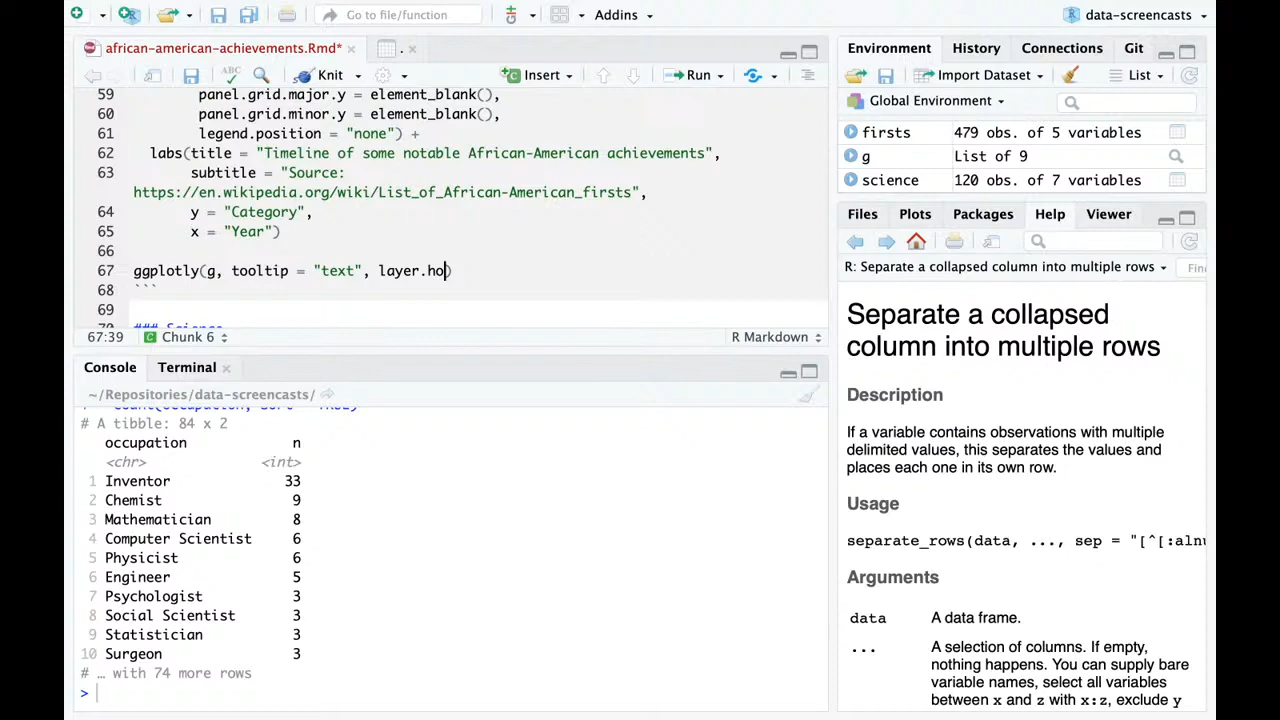 Go to file/function
Addins
data-screencasts
african-american-achievements.Rmd*
.
ABC
Knit
Insert
Run
59 panel.grid.major.y = element_blank(),
60 panel.grid.minor.y = element_blank(),
61 legend.position = "none") +
62 labs(title = "Timeline of some notable African-American achievements",
63 subtitle = "Source:
https://en.wikipedia.org/wiki/List_of_African-American_firsts",
64 y = "Category",
65 x = "Year")
66
67 ggplotly(g, tooltip = "text", layer.ho)
68 ```
69
70 ### Science
67:39 Chunk 6 R Markdown
Console Terminal
~/Repositories/data-screencasts/
# A tibble: 84 x 2
occupation n
<chr> <int>
1 Inventor 33
2 Chemist 9
3 Mathematician 8
4 Computer Scientist 6
5 Physicist 6
6 Engineer 5
7 Psychologist 3
8 Social Scientist 3
9 Statistician 3
10 Surgeon 3
# … with 74 more rows
>
Environment History Connections Git
Import Dataset List
Global Environment
firsts 479 obs. of 5 variables
g List of 9
science 120 obs. of 7 variables
Files Plots Packages Help Viewer
R: Separate a collapsed column into multiple rows Fin
Separate a collapsed
column into multiple rows
Description
If a variable contains observations with multiple
delimited values, this separates the values and
places each one in its own row.
Usage
separate_rows(data, ..., sep = "[^[:alnu
Arguments
data A data frame.
... A selection of columns. If empty,
nothing happens. You can supply bare
variable names, select all variables
between x and z with x:z, exclude y